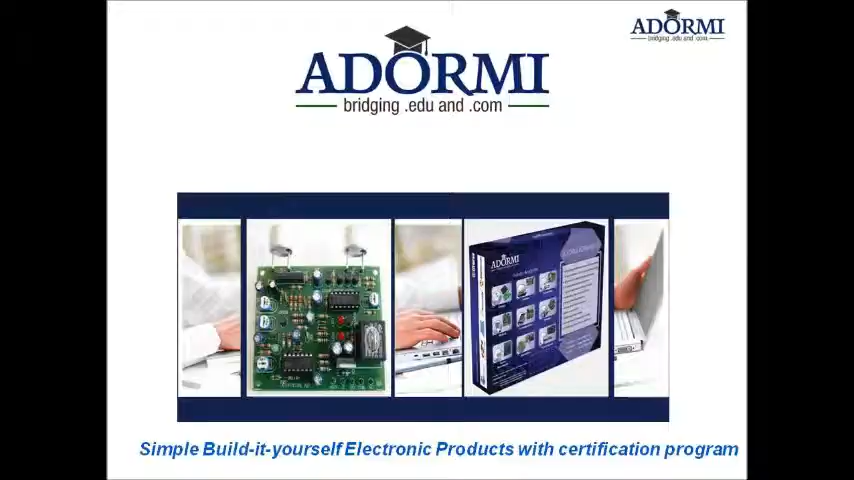 ADORMI
bridging .edu and .com
ADORMI
bridging .edu and .com
ADORMI
Simple Build-it-yourself Electronic Products with certification program